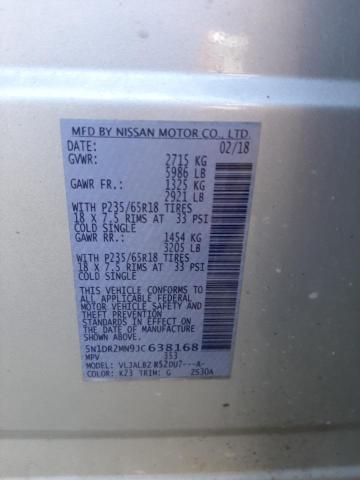 MFD BY NISSAN MOTOR CO., LTD.
DATE: 02/18
GVWR: 2715 KG
5986 LB
GAWR FR.: 1325 KG
2921 LB
WITH P235/65R18 TIRES
18 X 7.5 RIMS AT 33 PSI
COLD SINGLE
GAWR RR.: 1454 KG
3205 LB
WITH P235/65R18 TIRES
18 X 7.5 RIMS AT 33 PSI
COLD SINGLE
THIS VEHICLE CONFORMS
TO ALL APPLICABLE FEDERAL
MOTOR VEHICLE SAFETY AND
THEFT PREVENTION
STANDARDS IN EFFECT ON
THE DATE OF MANUFACTURE
SHOWN ABOVE.
5N1DR2MN9JC638168
MPV 353
MODEL: VLJALBZ R52DU7---A-
COLOR: K23 TRIM: G ZS30A